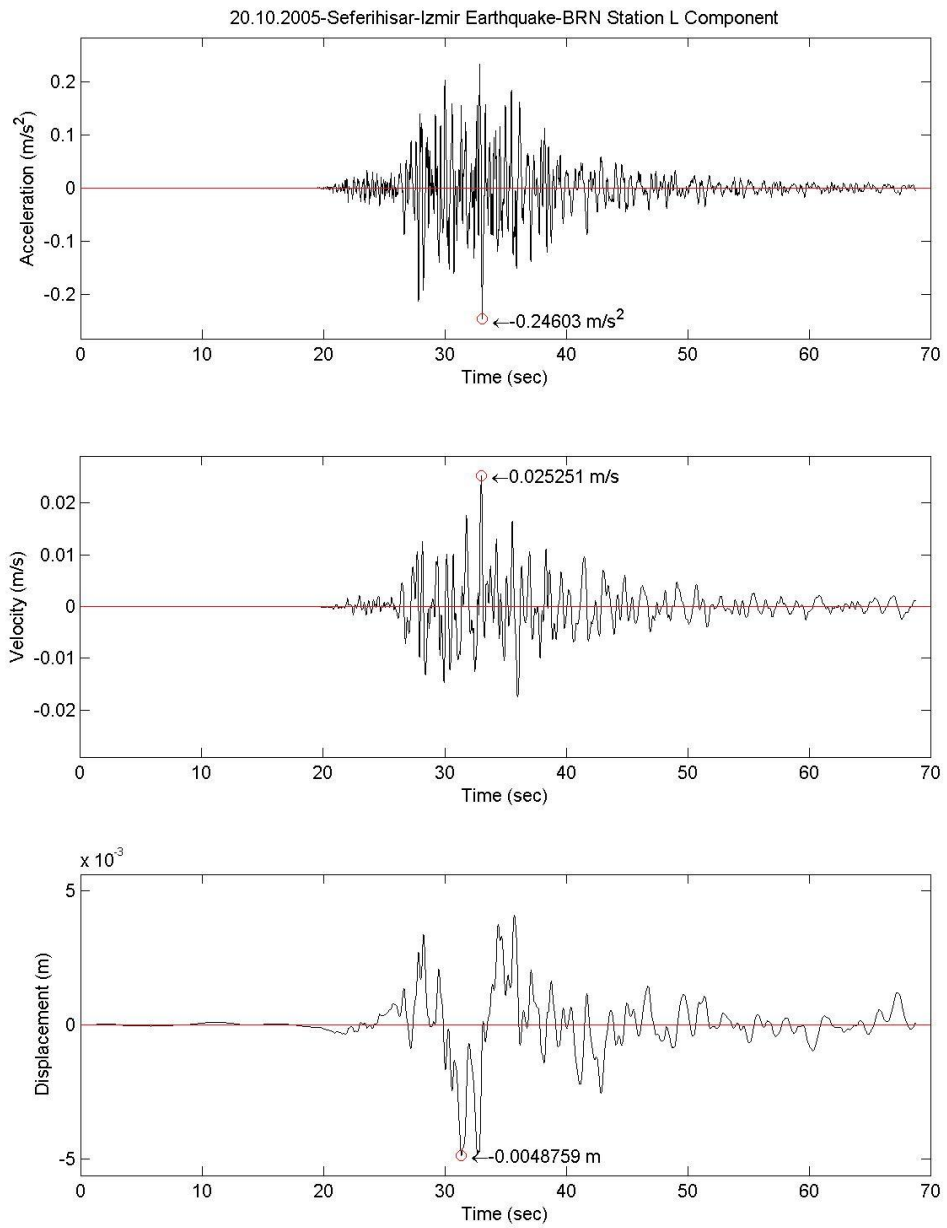 20.10.2005-Seferihisar-Izmir Earthquake-BRN Station L Component
Acceleration (m/s²)
0.2
0.1
0
-0.1
-0.2
←-0.24603 m/s²
0 10 20 30 40 50 60 70
Time (sec)
Velocity (m/s)
0.02
0.01
0
-0.01
-0.02
←0.025251 m/s
0 10 20 30 40 50 60 70
Time (sec)
x 10⁻³
Displacement (m)
5
0
-5
←-0.0048759 m
0 10 20 30 40 50 60 70
Time (sec)